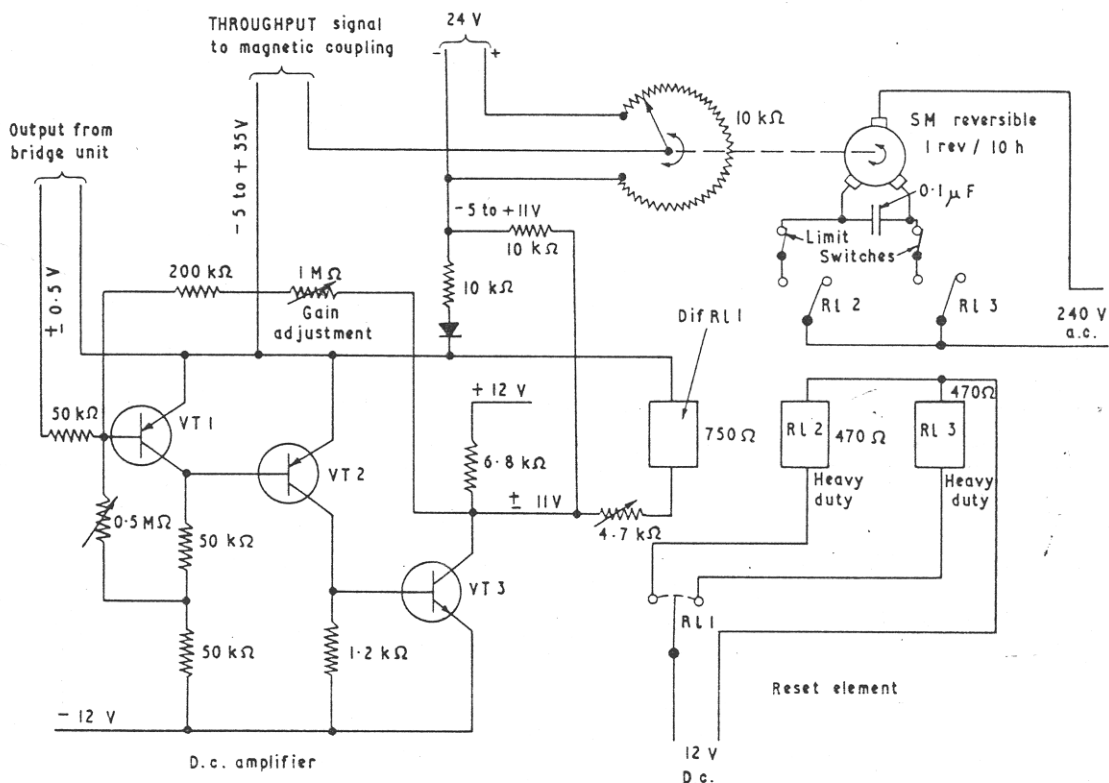 THROUGHPUT signal
to magnetic coupling
24 V
- +
Output from
bridge unit
-5 to + 35V
10 kΩ
SM reversible
1 rev / 10 h
0·1 μF
-5 to +11V
10 kΩ
Limit
Switches
± 0.5V
200 kΩ
1 MΩ
Gain
adjustment
10 kΩ
Rl 2
Rl 3
240 V
a.c.
Dif Rl 1
+ 12 V
50 kΩ
VT 1
VT2
6·8 kΩ
750 Ω
Rl 2
470 Ω
Rl 3
470Ω
Heavy
duty
Heavy
duty
± 11V
4.7 kΩ
0·5 MΩ
50 kΩ
VT 3
Rl 1
50 kΩ
1·2 kΩ
Reset element
- 12 V
D.c. amplifier
12 V
D c.